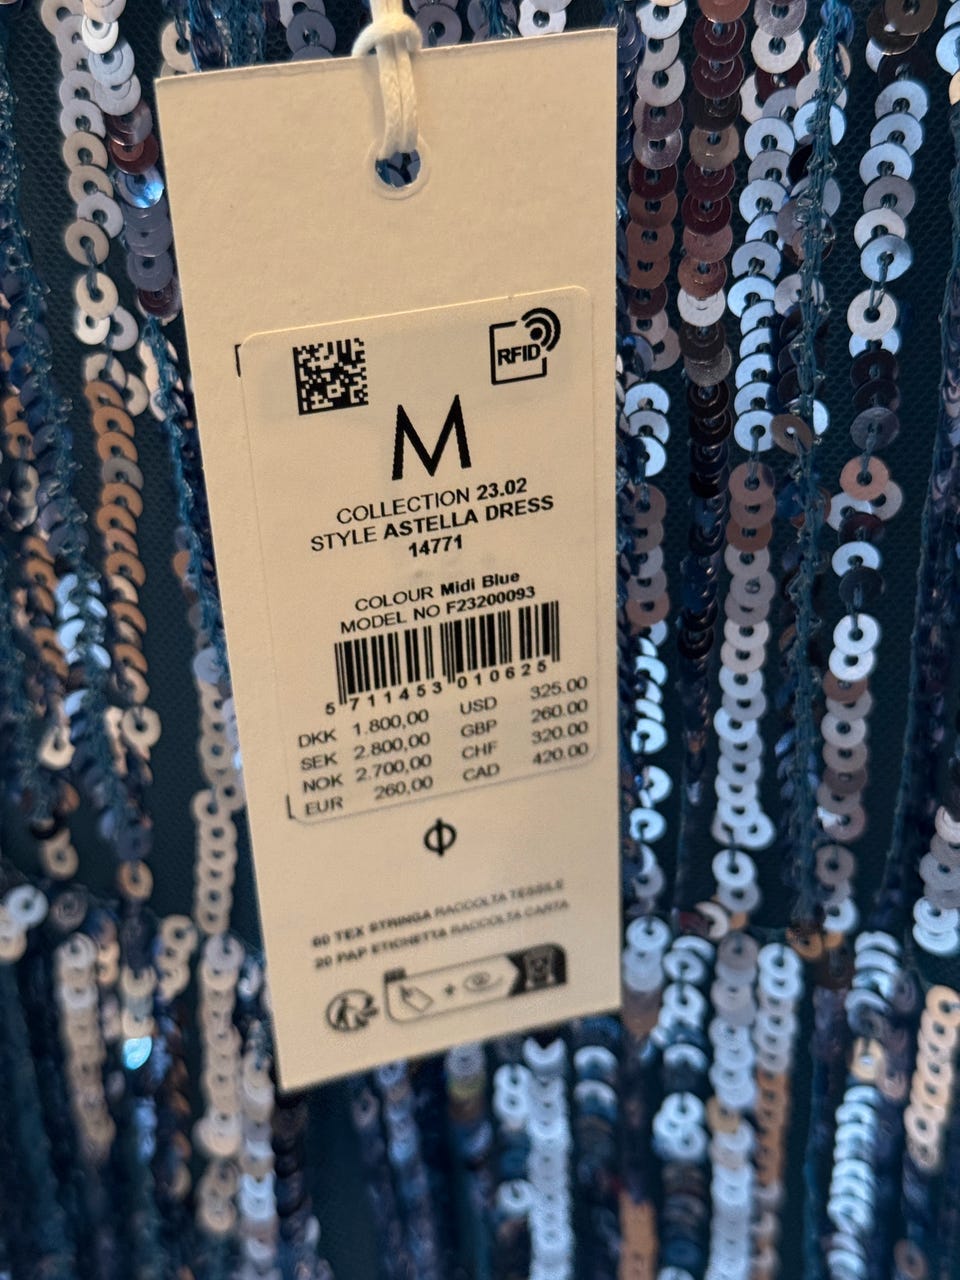 RFID
M
COLLECTION 23.02
STYLE ASTELLA DRESS
14771
COLOUR Midi Blue
MODEL NO F23200093
5 711453 010625
DKK 1.800,00 USD 325.00
SEK 2.800,00 GBP 260.00
NOK 2.700,00 CHF 320.00
EUR 260,00 CAD 420.00
60 TEX STRINGA RACCOLTA TESSILE
20 PAP ETICHETTA RACCOLTA CARTA